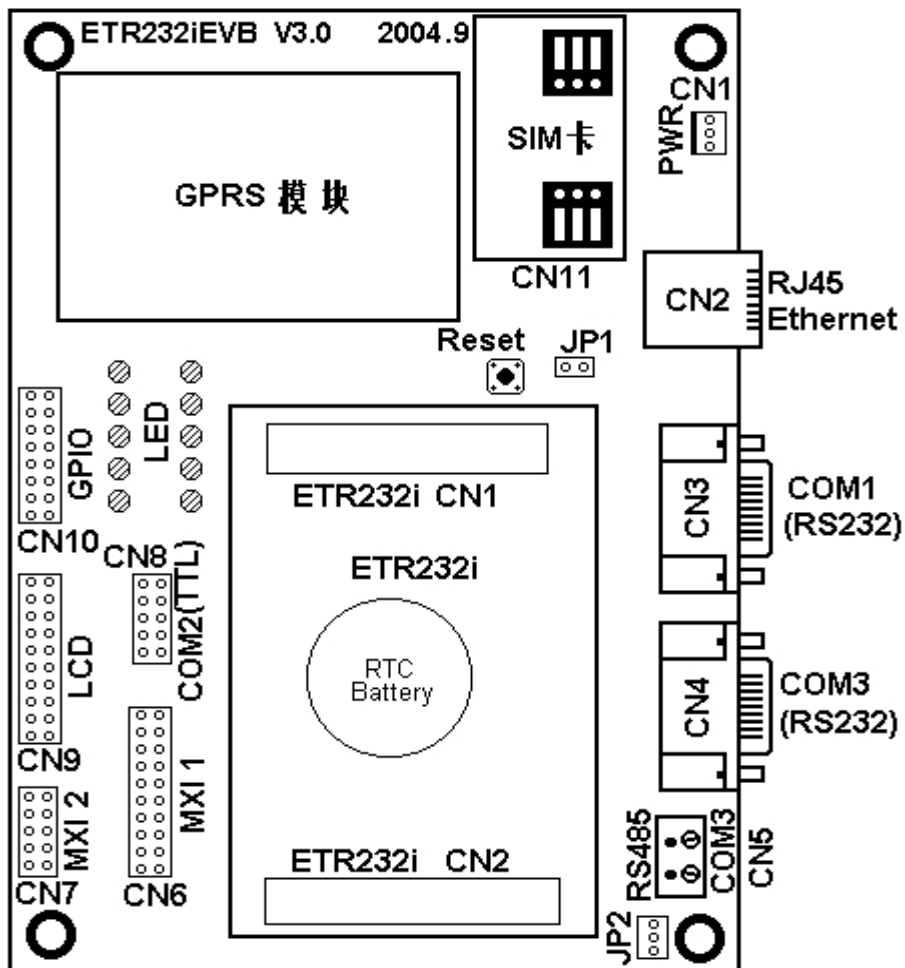 ETR232iEVB V3.0 2004.9
CN1
PWR
SIM卡
GPRS 模块
CN11
CN2
RJ45
Ethernet
Reset
JP1
LED
GPIO
CN10
ETR232i CN1
CN3
COM1
(RS232)
CN8
COM2(TTL)
ETR232i
LCD
CN9
RTC
Battery
CN4
COM3
(RS232)
MXI 1
MXI 2
CN7
CN6
ETR232i CN2
RS485
COM3
CN5
JP2